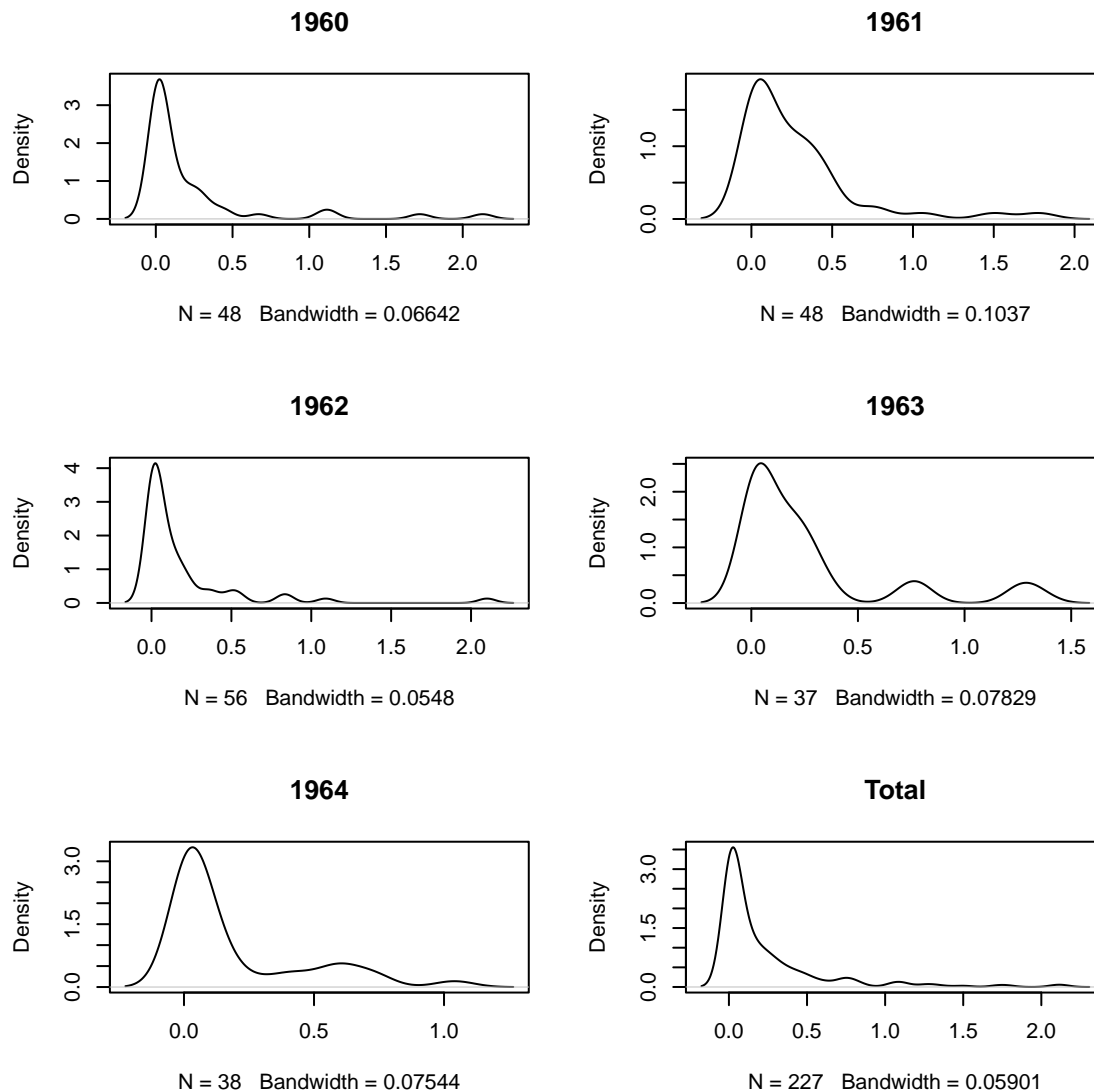 1960
Density
0 1 2 3
0.0 0.5 1.0 1.5 2.0
N = 48 Bandwidth = 0.06642
1961
Density
0.0 1.0
0.0 0.5 1.0 1.5 2.0
N = 48 Bandwidth = 0.1037
1962
Density
0 1 2 3 4
0.0 0.5 1.0 1.5 2.0
N = 56 Bandwidth = 0.0548
1963
Density
0.0 1.0 2.0
0.0 0.5 1.0 1.5
N = 37 Bandwidth = 0.07829
1964
Density
0.0 1.5 3.0
0.0 0.5 1.0
N = 38 Bandwidth = 0.07544
Total
Density
0.0 1.5 3.0
0.0 0.5 1.0 1.5 2.0
N = 227 Bandwidth = 0.05901